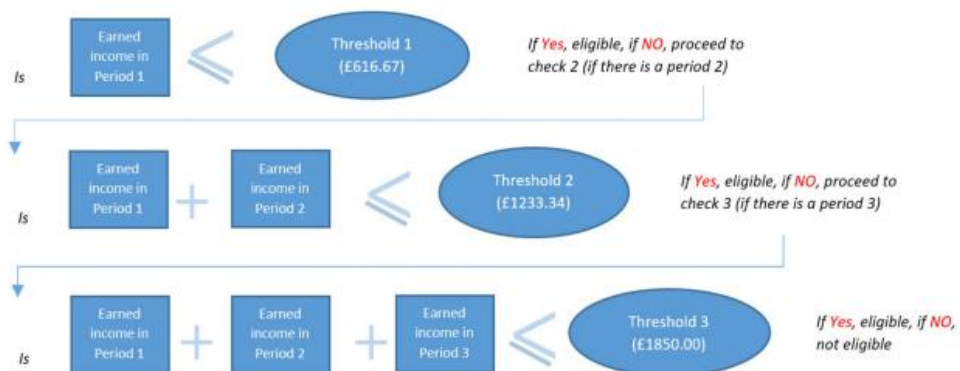 Is
Earned
income in
Period 1
≤
Threshold 1
(£616.67)
If Yes, eligible, if NO, proceed to
check 2 (if there is a period 2)
Is
Earned
income in
Period 1
+
Earned
income in
Period 2
≤
Threshold 2
(£1233.34)
If Yes, eligible, if NO, proceed to
check 3 (if there is a period 3)
Is
Earned
income in
Period 1
+
Earned
income in
Period 2
+
Earned
income in
Period 3
≤
Threshold 3
(£1850.00)
If Yes, eligible, if NO,
not eligible